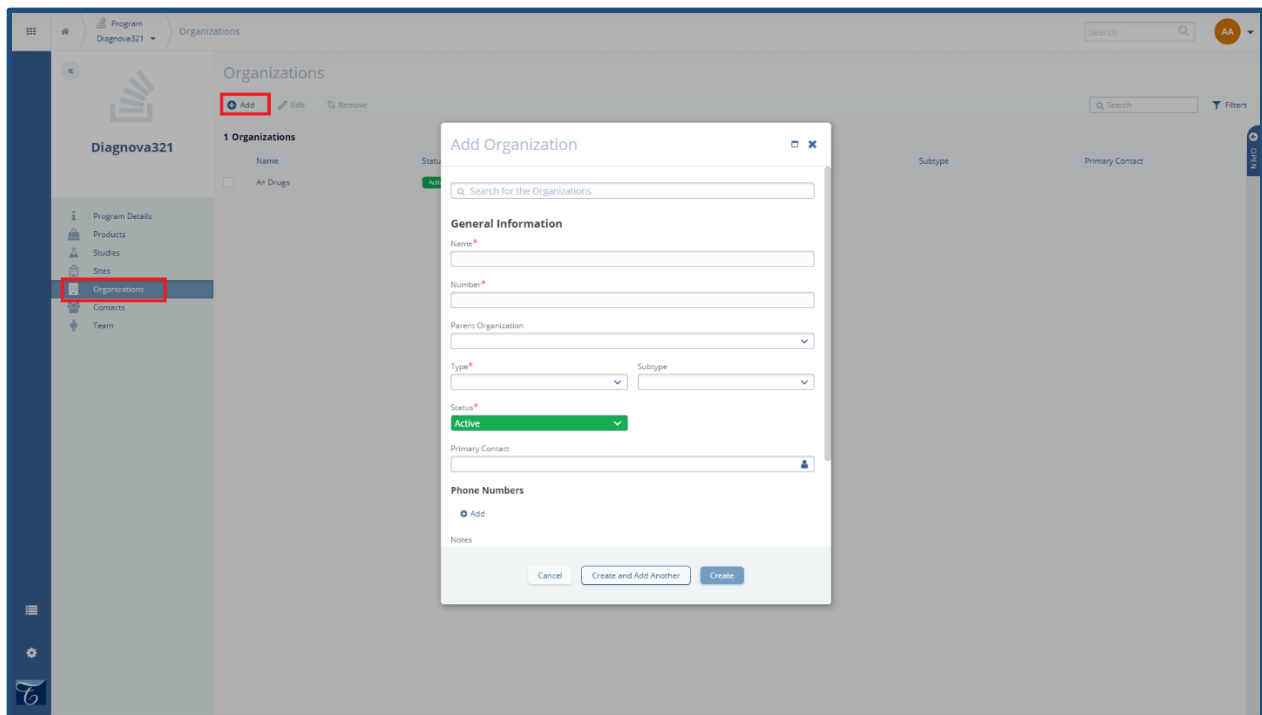 Program
Diagnova321
Organizations
Search
AA
Organizations
Add Edit Remove
Search
Filters
OPEN
Diagnova321
1 Organizations
Name
Subtype
Primary Contact
A+ Drugs
Program Details
Products
Studies
Sites
Organizations
Contacts
Team
Add Organization
Search for the Organizations
General Information
Name*
Number*
Parent Organization
Type* Subtype
Status*
Active
Primary Contact
Phone Numbers
Add
Notes
Cancel Create and Add Another Create